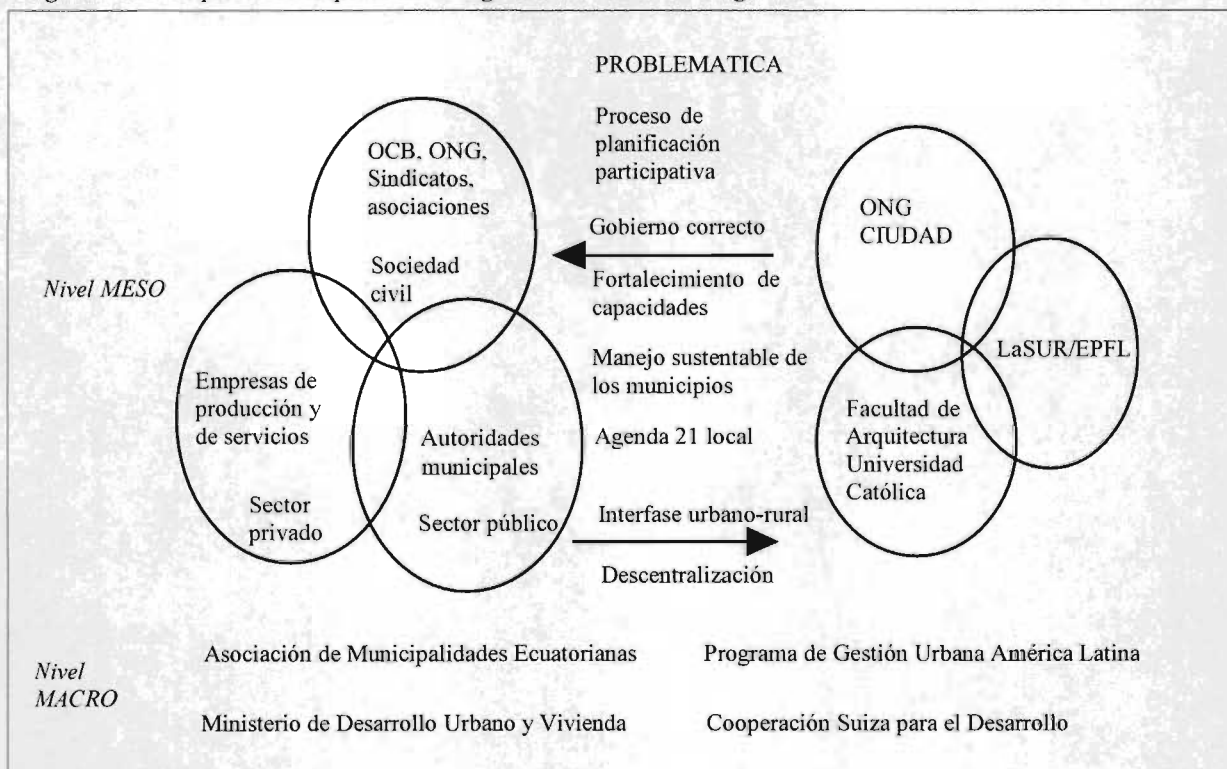 PROBLEMATICA
Proceso de
planificación
participativa
Gobierno correcto
Fortalecimiento de
capacidades
Manejo sustentable de
los municipios
Agenda 21 local
Interfase urbano-rural
Descentralización
Nivel MESO
OCB, ONG,
Sindicatos,
asociaciones
Sociedad
civil
Empresas de
producción y
de servicios
Sector
privado
Autoridades
municipales
Sector público
ONG
CIUDAD
LaSUR/EPFL
Facultad de
Arquitectura
Universidad
Católica
Nivel
MACRO
Asociación de Municipalidades Ecuatorianas
Programa de Gestión Urbana América Latina
Ministerio de Desarrollo Urbano y Vivienda
Cooperación Suiza para el Desarrollo